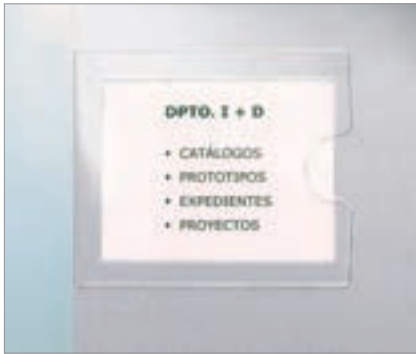 DPTO. I + D
• CATÁLOGOS
• PROTOTIPOS
• EXPEDIENTES
• PROYECTOS